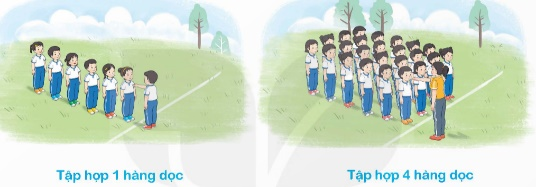 Tập hợp 1 hàng dọc
Tập hợp 4 hàng dọc